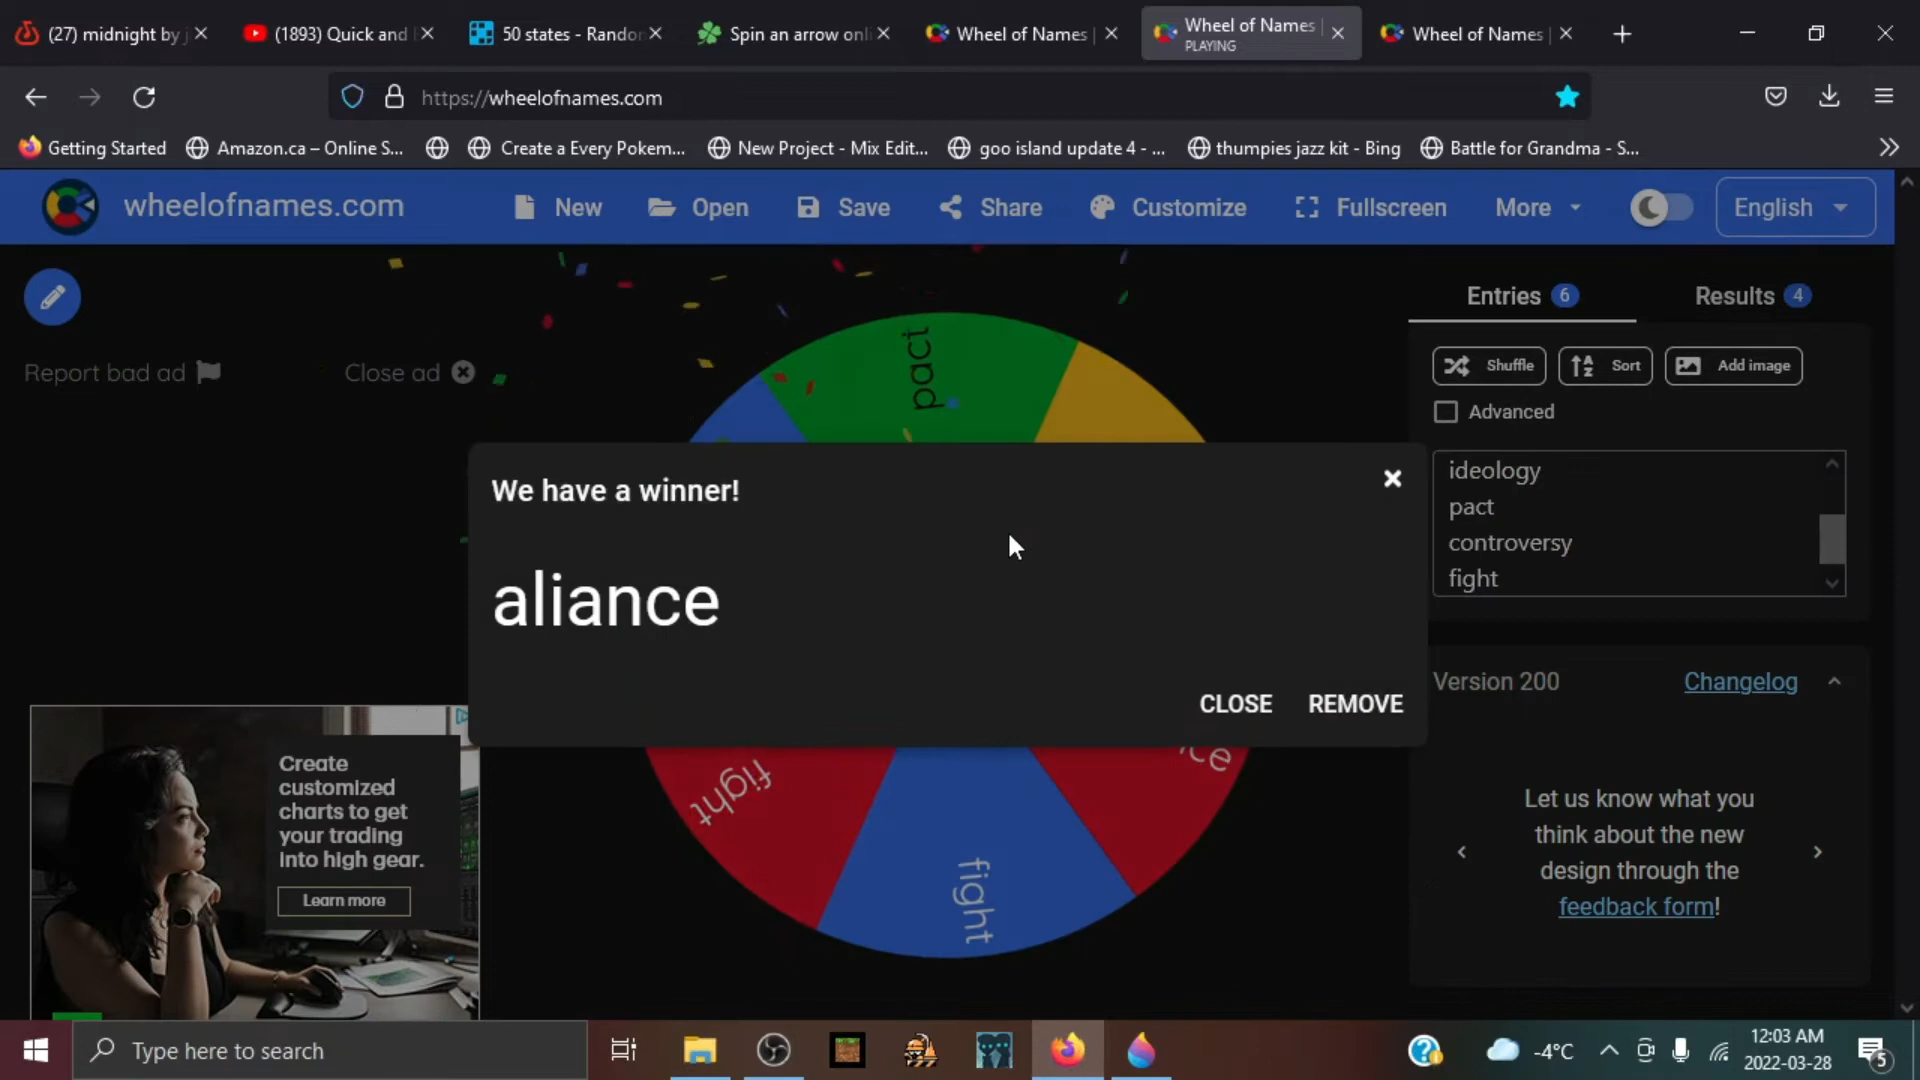 (27) midnight by j
(1893) Quick and
50 states - Random
Spin an arrow onli
Wheel of Names |
Wheel of Names |
PLAYING
Wheel of Names |
https://wheelofnames.com
Getting Started
Amazon.ca – Online S...
Create a Every Pokem...
New Project - Mix Edit...
goo island update 4 - ...
thumpies jazz kit - Bing
Battle for Grandma - S...
wheelofnames.com
New
Open
Save
Share
Customize
Fullscreen
More
English
Report bad ad
Close ad
Entries 6
Results 4
Shuffle
Sort
Add image
Advanced
pact
ideology
pact
controversy
fight
We have a winner!
aliance
CLOSE
REMOVE
Version 200
Changelog
Let us know what you
think about the new
design through the
feedback form!
fight
fight
Create
customized
charts to get
your trading
into high gear.
Learn more
Type here to search
-4°C
12:03 AM
2022-03-28
5